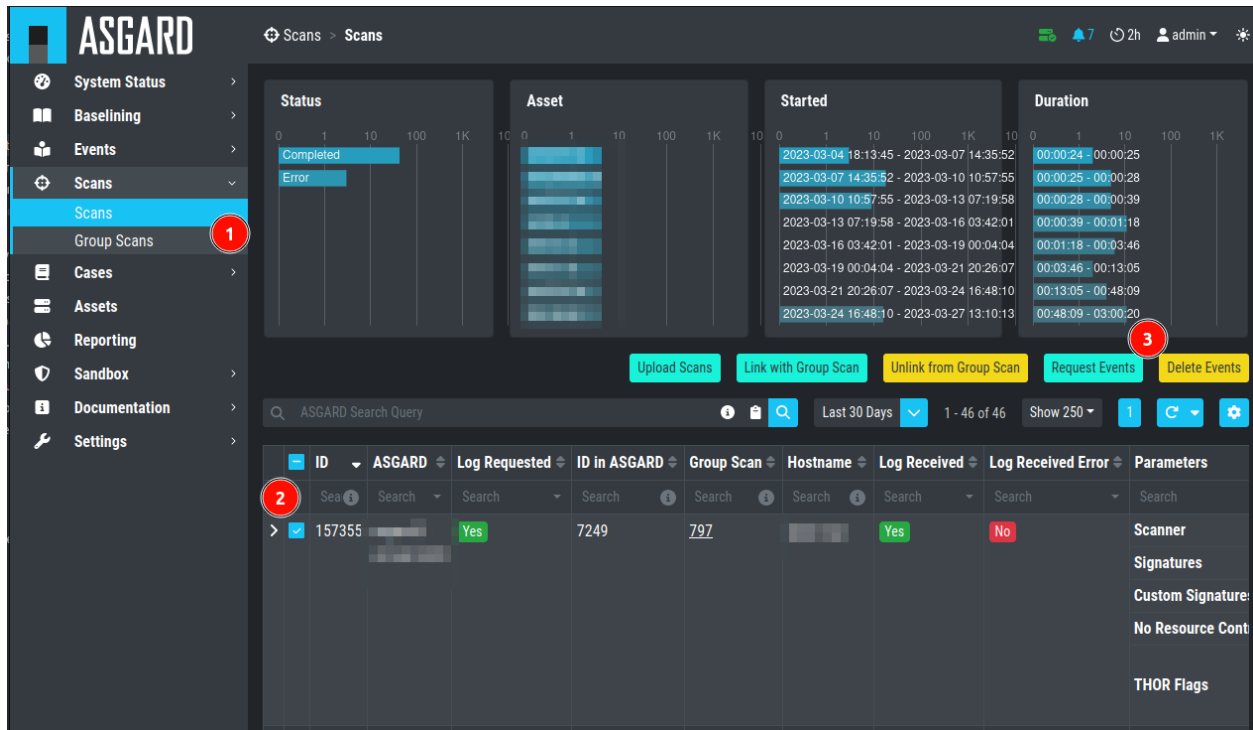 ASGARD
Scans > Scans
7 2h admin
System Status
Baselining
Events
Scans
Scans
Group Scans
1
Cases
Assets
Reporting
Sandbox
Documentation
Settings
Status
0 1 10 100 1K 10
Completed
Error
Asset
0 1 10 100 1K 10
Started
0 1 10 100 1K 10
2023-03-04 18:13:45 - 2023-03-07 14:35:52
2023-03-07 14:35:52 - 2023-03-10 10:57:55
2023-03-10 10:57:55 - 2023-03-13 07:19:58
2023-03-13 07:19:58 - 2023-03-16 03:42:01
2023-03-16 03:42:01 - 2023-03-19 00:04:04
2023-03-19 00:04:04 - 2023-03-21 20:26:07
2023-03-21 20:26:07 - 2023-03-24 16:48:10
2023-03-24 16:48:10 - 2023-03-27 13:10:13
Duration
0 1 10 100 1K
00:00:24 - 00:00:25
00:00:25 - 00:00:28
00:00:28 - 00:00:39
00:00:39 - 00:01:18
00:01:18 - 00:03:46
00:03:46 - 00:13:05
00:13:05 - 00:48:09
00:48:09 - 03:00:20
3
Upload Scans Link with Group Scan Unlink from Group Scan Request Events Delete Events
ASGARD Search Query Last 30 Days 1 - 46 of 46 Show 250 1
ID ASGARD Log Requested ID in ASGARD Group Scan Hostname Log Received Log Received Error Parameters
2 Sea Search Search Search Search Search Search Search Search
157355 Yes 7249 797 Yes No Scanner
Signatures
Custom Signatures
No Resource Cont
THOR Flags